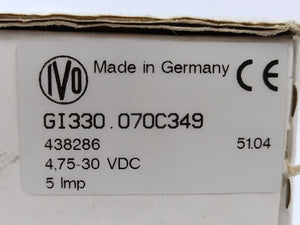 IVO Made in Germany CE
GI330.070C349
438286 51.04
4,75-30 VDC
5 Imp